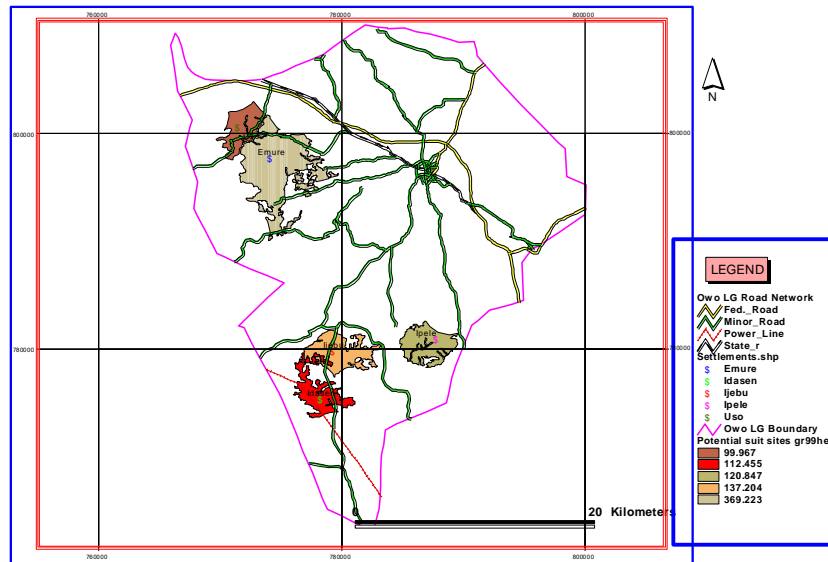 760000
780000
800000
N
800000
800000
Emure
$
$
LEGEND
Owo LG Road Network
Fed._Road
Minor_Road
Power_Line
State_r
Settlements.shp
$ Emure
$ Idasen
$ Ijebu
$ Ipele
$ Uso
Owo LG Boundary
Potential suit sites gr99he
99.967
112.455
120.847
137.204
369.223
Ipele
$
780000
780000
Ijebu
$
Idasen
$
0
20 Kilometers
760000
780000
800000